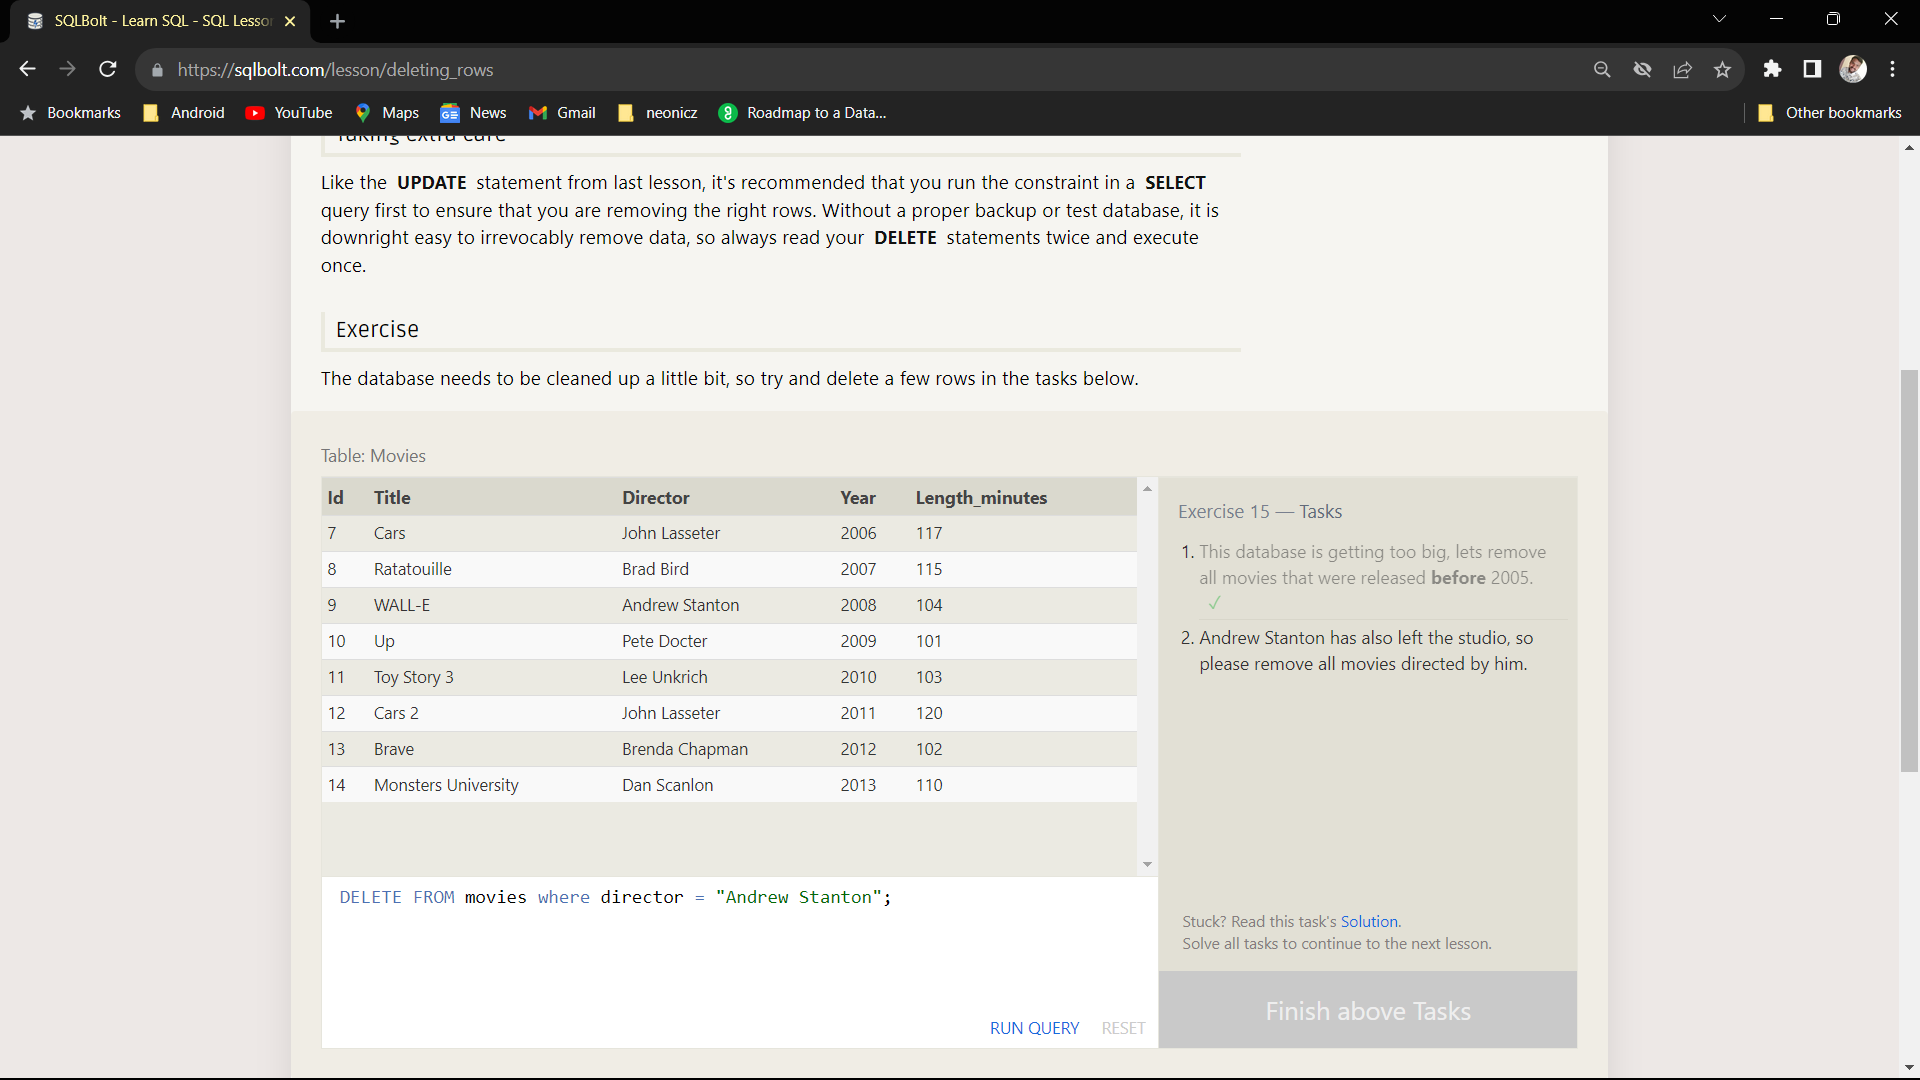 SQLBolt - Learn SQL - SQL Lesso
https://sqlbolt.com/lesson/deleting_rows
Bookmarks Android YouTube Maps News Gmail neonicz Roadmap to a Data... Other bookmarks
Taking extra care
Like the UPDATE statement from last lesson, it's recommended that you run the constraint in a SELECT
query first to ensure that you are removing the right rows. Without a proper backup or test database, it is
downright easy to irrevocably remove data, so always read your DELETE statements twice and execute
once.
Exercise
The database needs to be cleaned up a little bit, so try and delete a few rows in the tasks below.
Table: Movies
Id Title Director Year Length_minutes
7 Cars John Lasseter 2006 117
8 Ratatouille Brad Bird 2007 115
9 WALL-E Andrew Stanton 2008 104
10 Up Pete Docter 2009 101
11 Toy Story 3 Lee Unkrich 2010 103
12 Cars 2 John Lasseter 2011 120
13 Brave Brenda Chapman 2012 102
14 Monsters University Dan Scanlon 2013 110
DELETE FROM movies where director = "Andrew Stanton";
RUN QUERY RESET
Exercise 15 — Tasks
1. This database is getting too big, lets remove
all movies that were released before 2005.
✓
2. Andrew Stanton has also left the studio, so
please remove all movies directed by him.
Stuck? Read this task's Solution.
Solve all tasks to continue to the next lesson.
Finish above Tasks